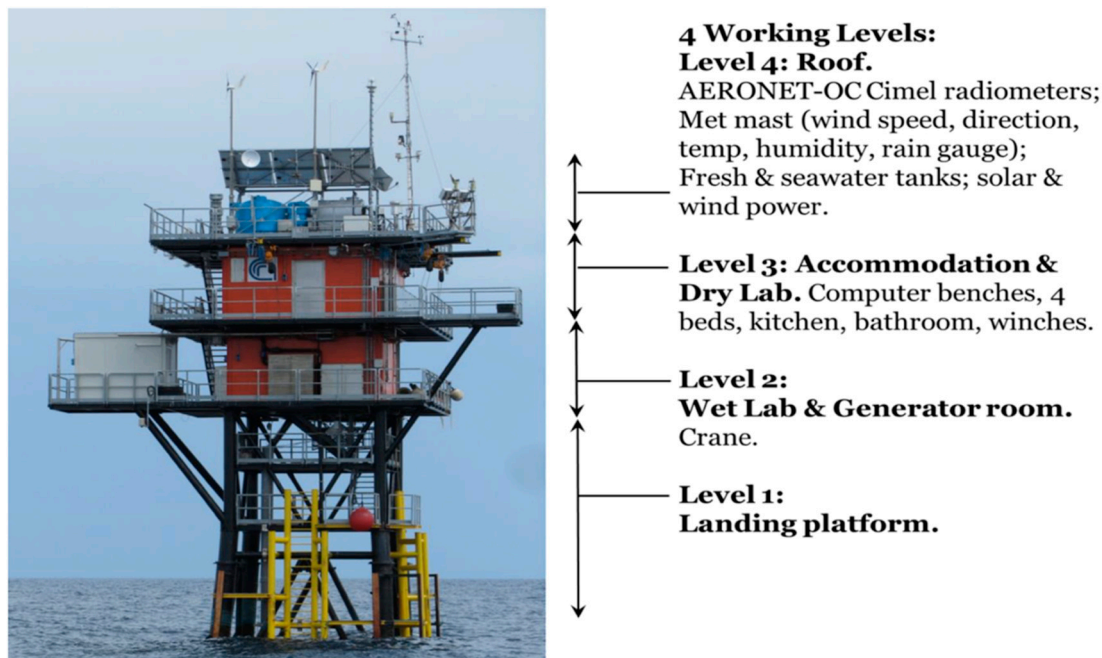 4 Working Levels:
Level 4: Roof.
AERONET-OC Cimel radiometers;
Met mast (wind speed, direction,
temp, humidity, rain gauge);
Fresh & seawater tanks; solar &
wind power.
Level 3: Accommodation &
Dry Lab. Computer benches, 4
beds, kitchen, bathroom, winches.
Level 2:
Wet Lab & Generator room.
Crane.
Level 1:
Landing platform.